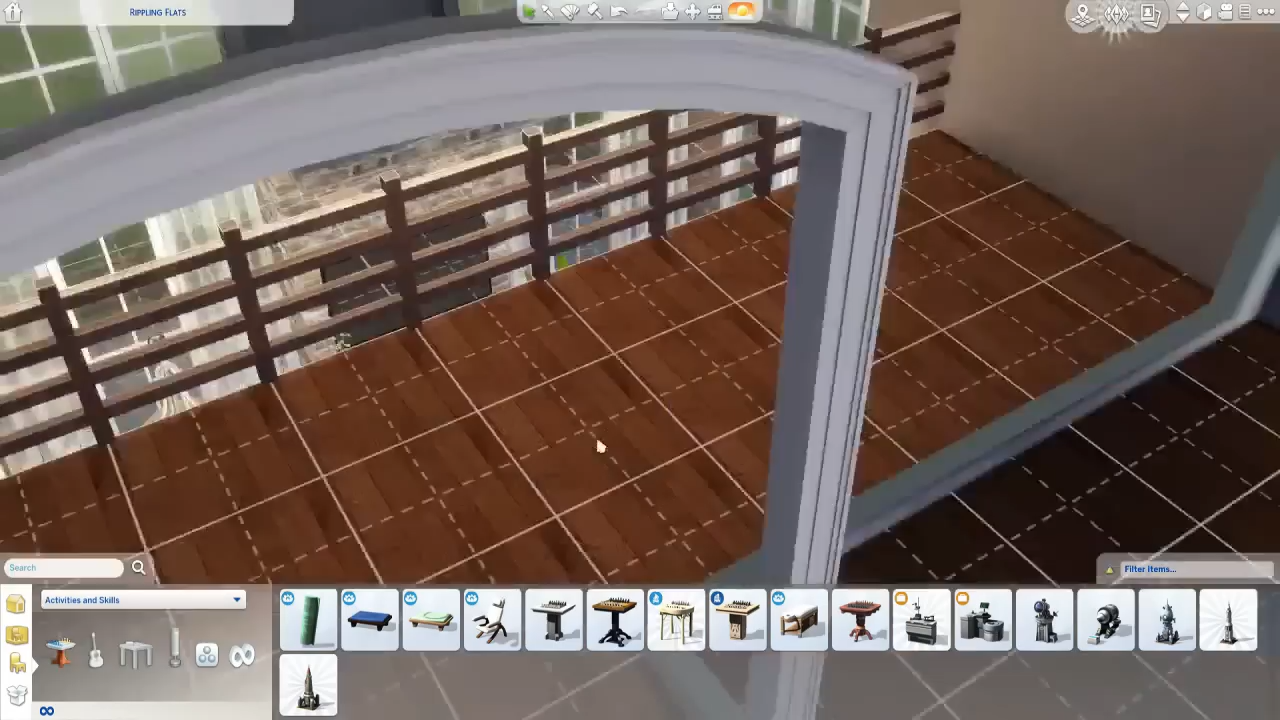 RIPPLING FLATS
Search
Filter Items...
Activities and Skills